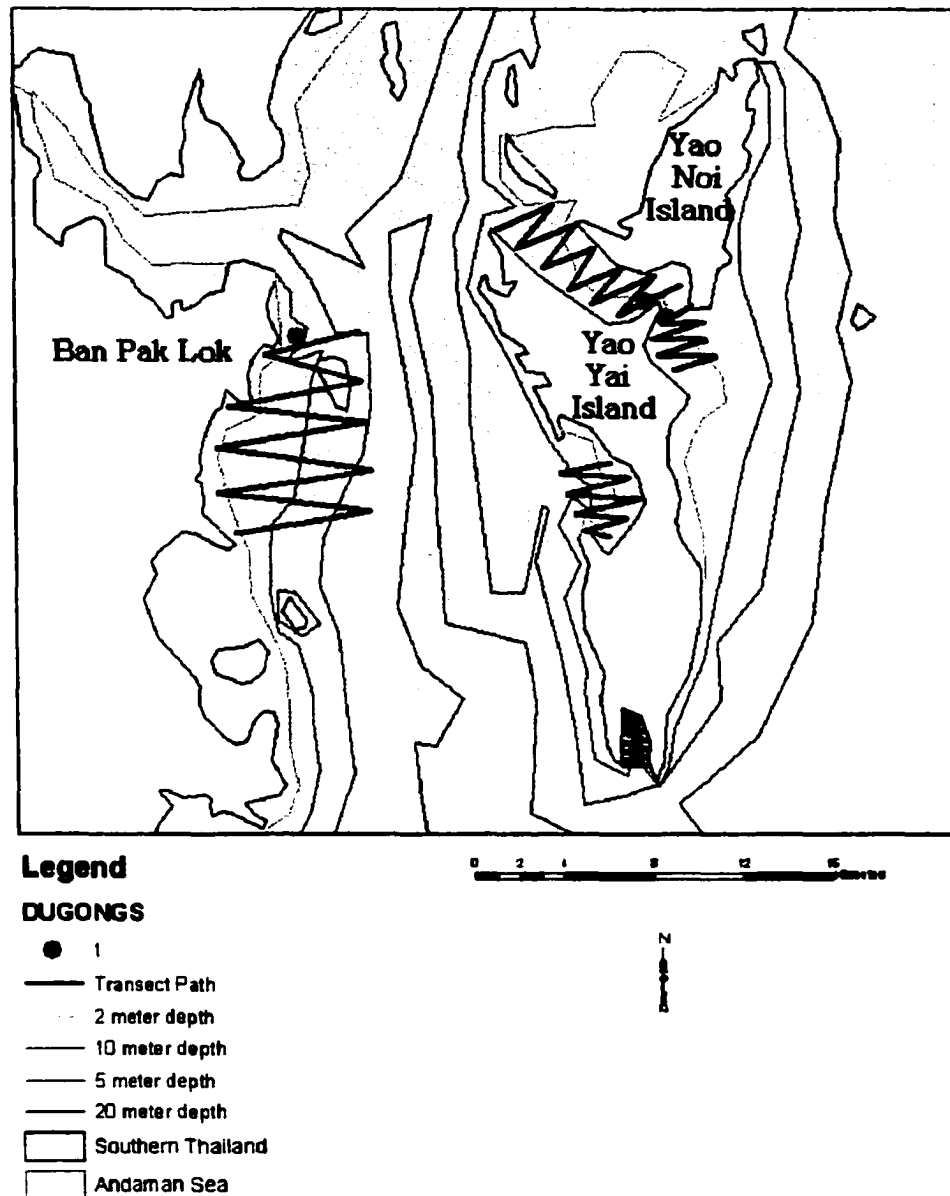 Yao
Noi
Island
Ban Pak Lok
Yao
Yai
Island
Legend
0 2 4 8 12 16
DUGONGS
N
1
Transect Path
2 meter depth
10 meter depth
5 meter depth
20 meter depth
Southern Thailand
Andaman Sea